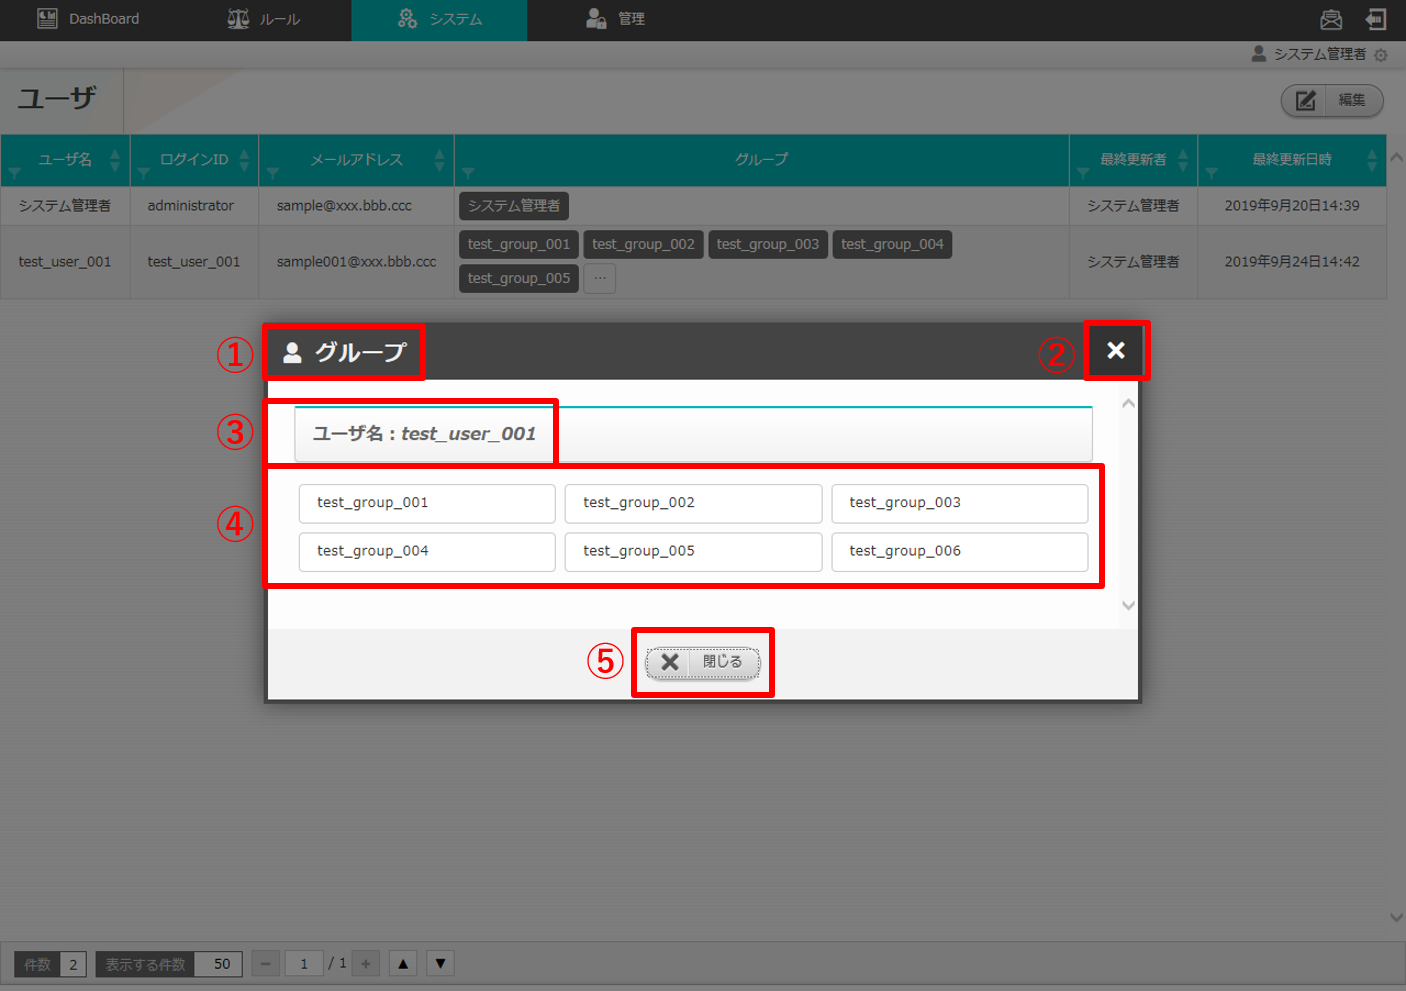 DashBoard ルール システム 管理
システム管理者
ユーザ 編集
ユーザ名 ログインID メールアドレス グループ 最終更新者 最終更新日時
システム管理者 administrator sample@xxx.bbb.ccc システム管理者 システム管理者 2019年9月20日14:39
test_group_001 test_group_002 test_group_003 test_group_004
test_user_001 test_user_001 sample001@xxx.bbb.ccc システム管理者 2019年9月24日14:42
test_group_005 …
① グループ ②
③ ユーザ名 : test_user_001
test_group_001 test_group_002 test_group_003
④
test_group_004 test_group_005 test_group_006
⑤ 閉じる
件数 2 表示する件数 50 − 1 / 1 + ▲ ▼